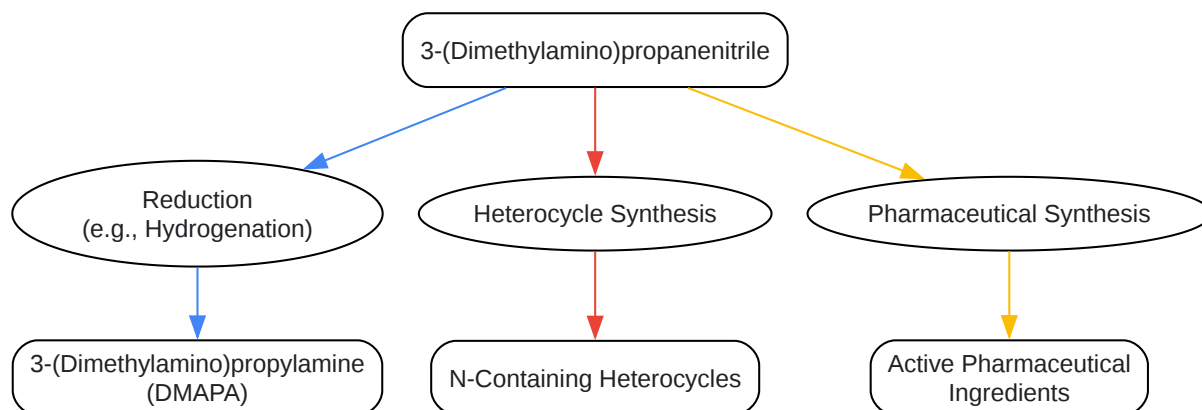 3-(Dimethylamino)propanenitrile
Reduction
(e.g., Hydrogenation)
Heterocycle Synthesis
Pharmaceutical Synthesis
3-(Dimethylamino)propylamine
(DMAPA)
N-Containing Heterocycles
Active Pharmaceutical
Ingredients